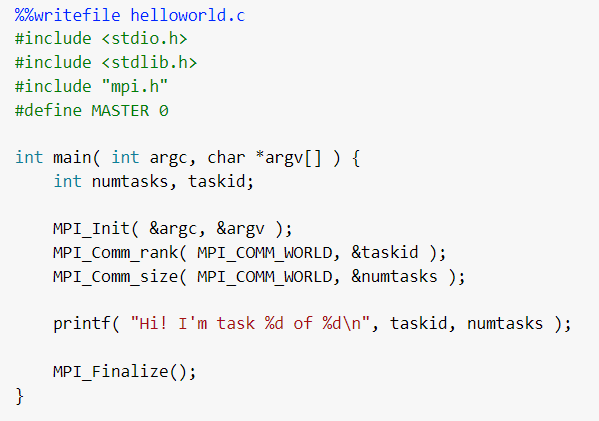 %%writefile helloworld.c
#include <stdio.h>
#include <stdlib.h>
#include "mpi.h"
#define MASTER 0

int main( int argc, char *argv[] ) {
    int numtasks, taskid;

    MPI_Init( &argc, &argv );
    MPI_Comm_rank( MPI_COMM_WORLD, &taskid );
    MPI_Comm_size( MPI_COMM_WORLD, &numtasks );

    printf( "Hi! I'm task %d of %d\n", taskid, numtasks );

    MPI_Finalize();
}